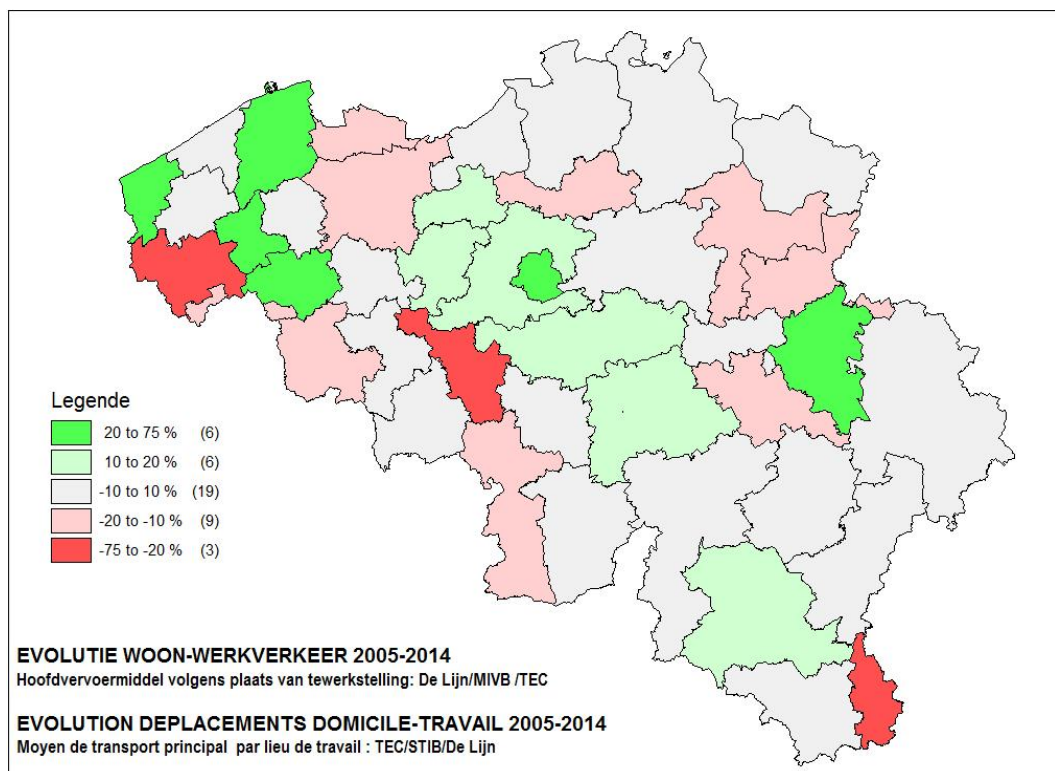 Legende
20 to 75 % (6)
10 to 20 % (6)
-10 to 10 % (19)
-20 to -10 % (9)
-75 to -20 % (3)
EVOLUTIE WOON-WERKVERKEER 2005-2014
Hoofdvervoermiddel volgens plaats van tewerkstelling: De Lijn/MIVB /TEC
EVOLUTION DEPLACEMENTS DOMICILE-TRAVAIL 2005-2014
Moyen de transport principal par lieu de travail : TEC/STIB/De Lijn